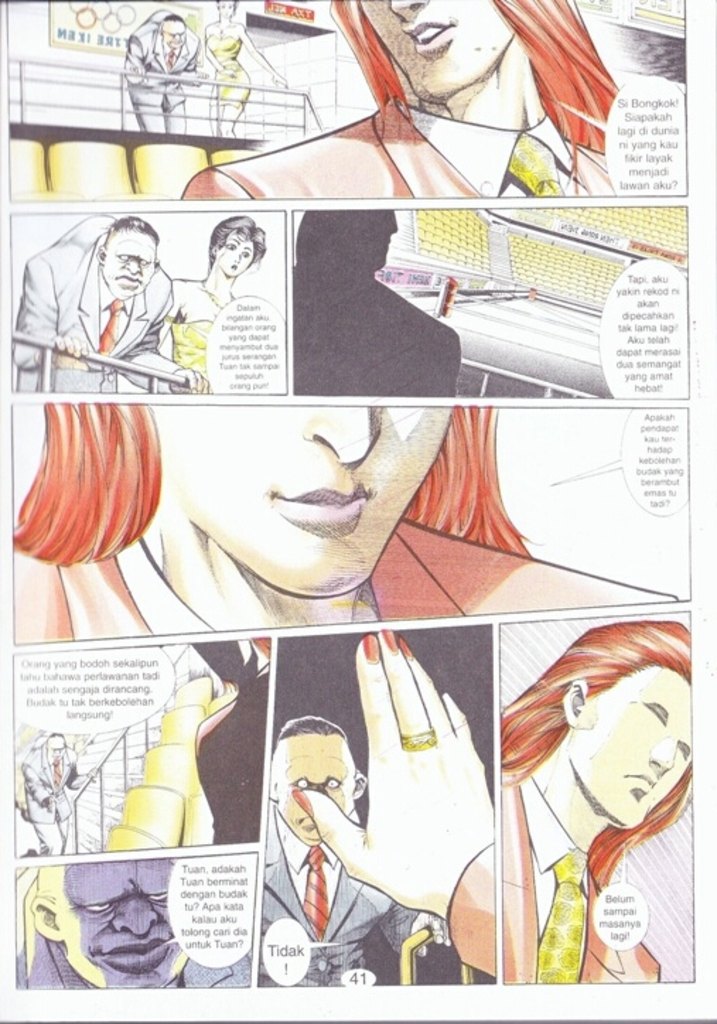 Si Bongkok!
Siapakah
lagi di dunia
ni yang kau
fikir layak
menjadi
lawan aku?
Dalam
ingatan aku
bilangan orang
yang dapat
menyambut dua
jurus serangan
Tuan tak sampai
sepuluh
orang pun!
Tapi, aku
yakin rekod ni
akan
dipecahkan
tak lama lagi!
Aku telah
dapat merasai
dua semangat
yang amat
hebat!
Apakah
pendapat
kau ter-
hadap
kebolehan
budak yang
berambut
emas tu
tadi?
Orang yang bodoh sekalipun
tahu bahawa perlawanan tadi
adalah sengaja dirancang.
Budak tu tak berkebolehan
langsung!
Tuan, adakah
Tuan berminat
dengan budak
tu? Apa kata
kalau aku
tolong cari dia
untuk Tuan?
Tidak
!
Belum
sampai
masanya
lagi!
41